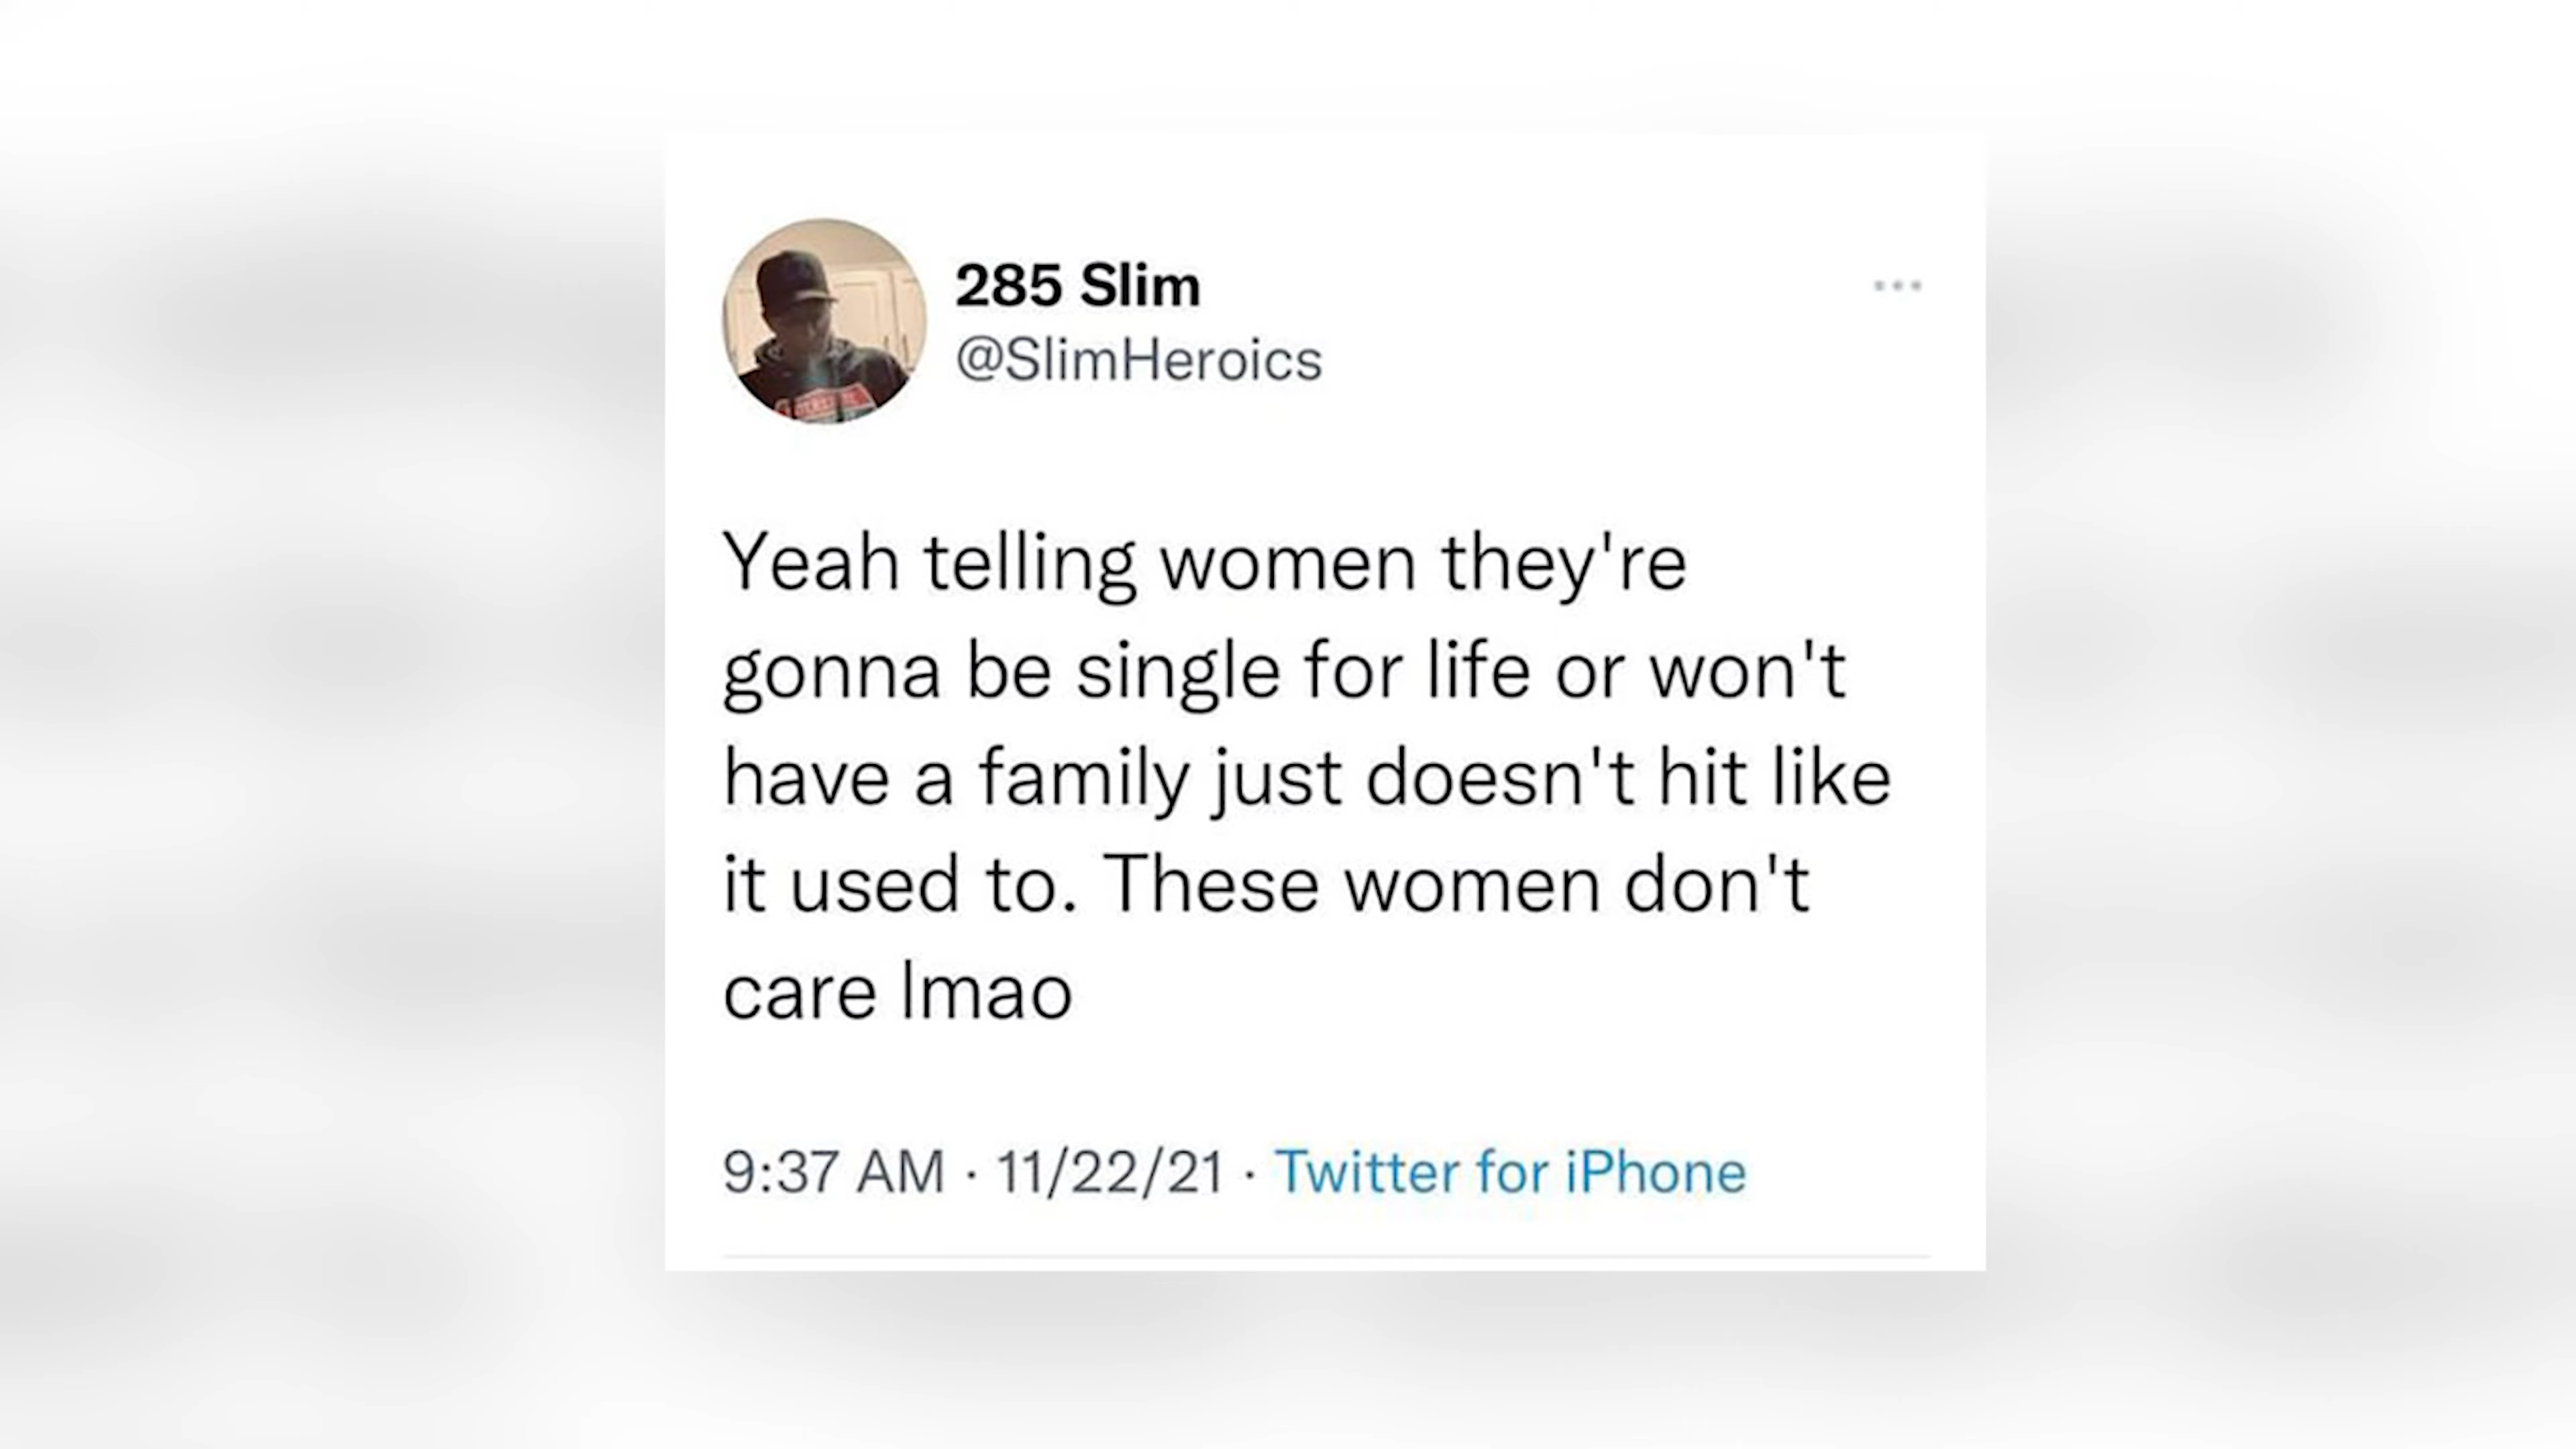 285 Slim
@SlimHeroics
Yeah telling women they're
gonna be single for life or won't
have a family just doesn't hit like
it used to. These women don't
care lmao
9:37 AM · 11/22/21 · Twitter for iPhone